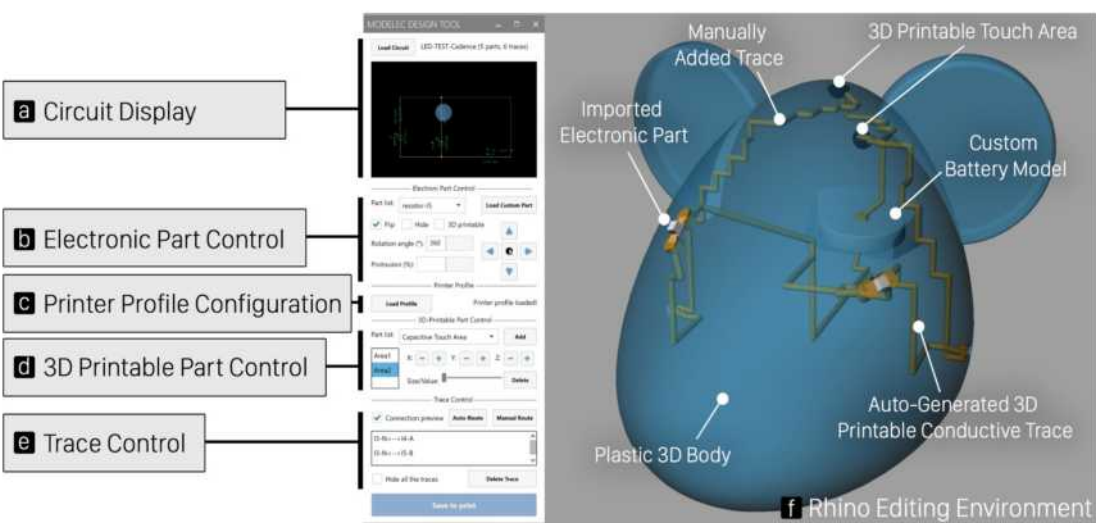 MODELEC DESIGN TOOL
Load Circuit
LED-TEST-Cadence (5 parts, 6 traces)
a Circuit Display
Electron Part Control
Part list
resistor-I5
Load Custom Part
Flip
Hide
3D printable
Rotation angle (°)
360
Protrusion (%)
b Electronic Part Control
Printer Profile
Load Profile
Printer profile loaded!
c Printer Profile Configuration
3D-Printable Part Control
Part list
Capacitive Touch Area
Add
Area1
Area2
X: - + Y: - + Z: - +
Size/Value
Delete
d 3D Printable Part Control
Trace Control
Connection preview
Auto Route
Manual Route
e Trace Control
Hide all the traces
Delete Trace
Save to print
Manually
Added Trace
3D Printable Touch Area
Imported
Electronic Part
Custom
Battery Model
Auto-Generated 3D
Printable Conductive Trace
Plastic 3D Body
f Rhino Editing Environment